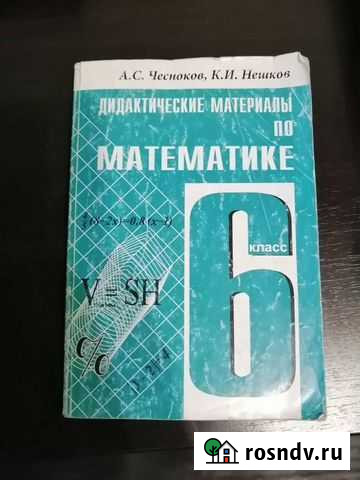 А.С. Чесноков, К.И. Нешков
ДИДАКТИЧЕСКИЕ МАТЕРИАЛЫ
ПО
МАТЕМАТИКЕ
6
класс
V=SH
%
rosndv.ru